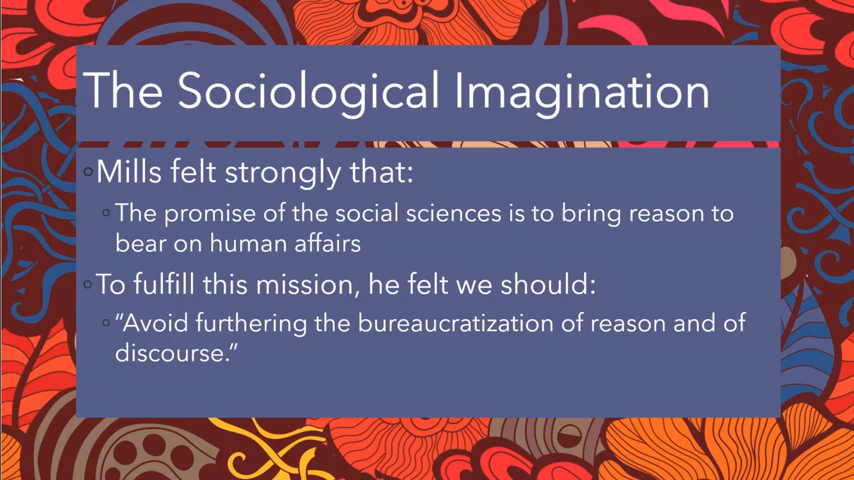 The Sociological Imagination
◦Mills felt strongly that:
◦The promise of the social sciences is to bring reason to
bear on human affairs
◦To fulfill this mission, he felt we should:
◦“Avoid furthering the bureaucratization of reason and of
discourse.”